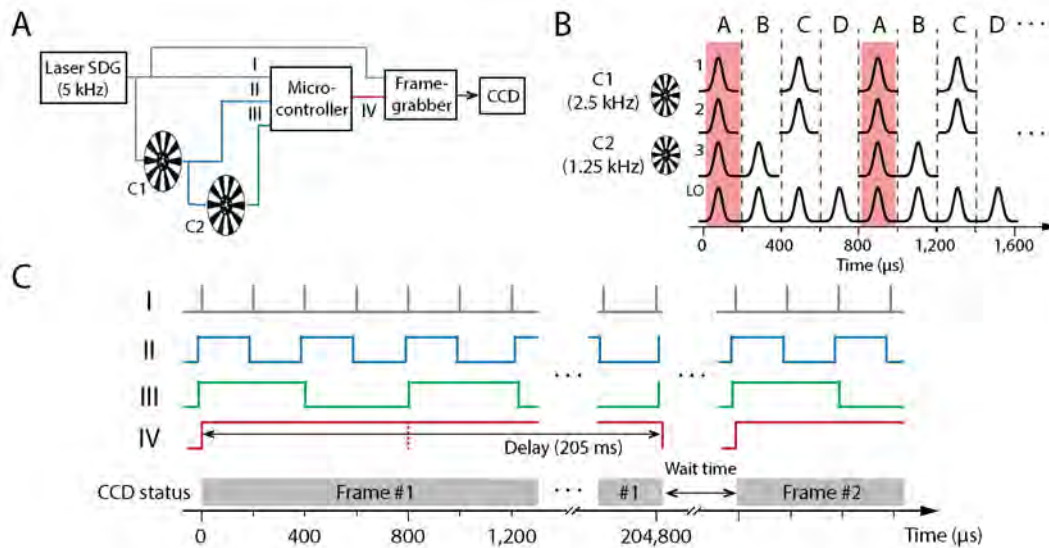 A
Laser SDG
(5 kHz)
I
II
III
Micro-
controller
IV
Frame-
grabber
CCD
C1
C2
B
A B C D A B C D
C1
(2.5 kHz)
C2
(1.25 kHz)
1
2
3
LO
0 400 800 1,200 1,600
Time (µs)
C
I
II
III
IV
Delay (205 ms)
Wait time
CCD status
Frame #1
#1
Frame #2
0 400 800 1,200 204,800
Time (µs)